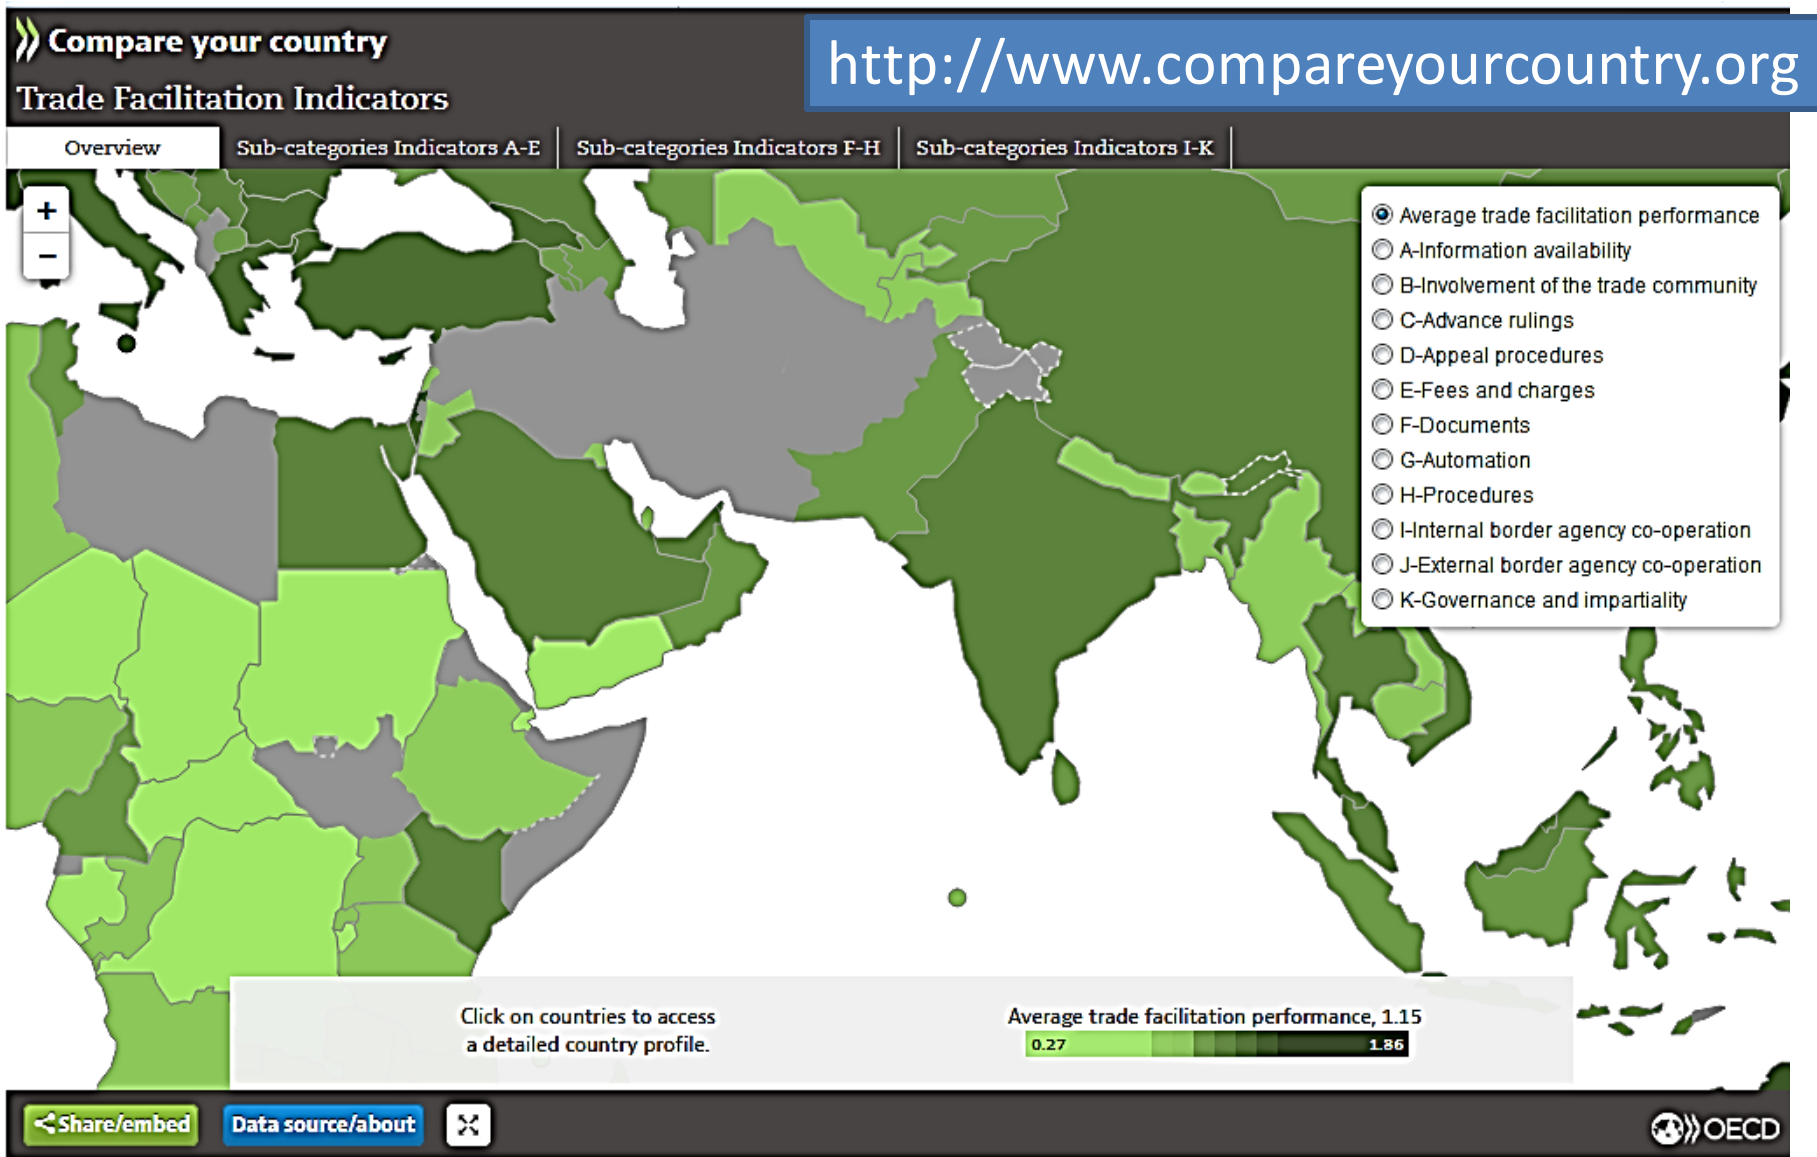 Compare your country
http://www.compareyourcountry.org
Trade Facilitation Indicators
Overview
Sub-categories Indicators A-E
Sub-categories Indicators F-H
Sub-categories Indicators I-K
+
−
Average trade facilitation performance
A-Information availability
B-Involvement of the trade community
C-Advance rulings
D-Appeal procedures
E-Fees and charges
F-Documents
G-Automation
H-Procedures
I-Internal border agency co-operation
J-External border agency co-operation
K-Governance and impartiality
Click on countries to access
a detailed country profile.
Average trade facilitation performance, 1.15
0.27
1.86
Share/embed
Data source/about
OECD